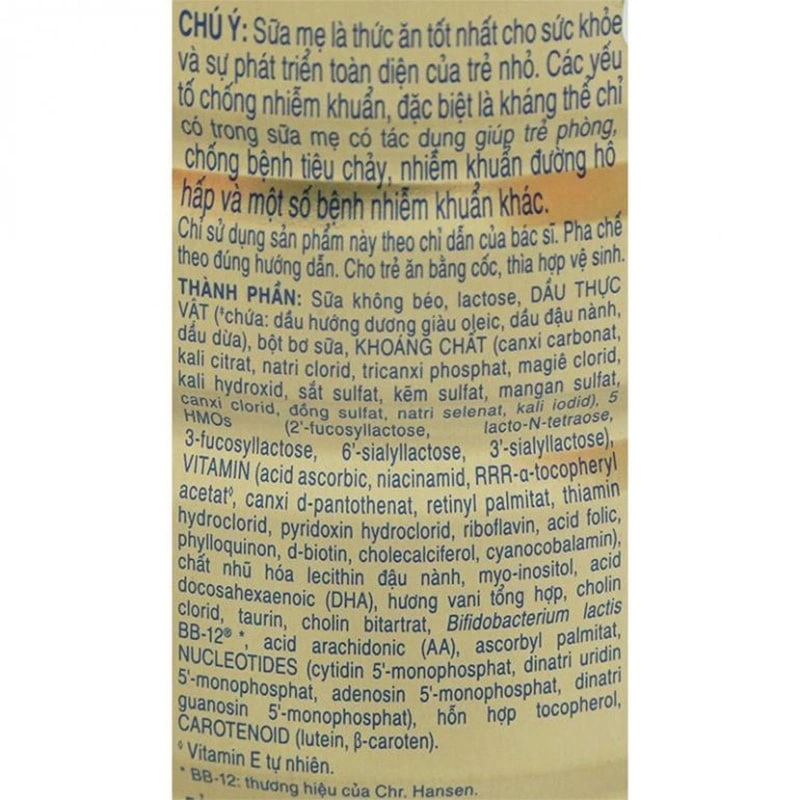 CHÚ Ý: Sữa mẹ là thức ăn tốt nhất cho sức khỏe
và sự phát triển toàn diện của trẻ nhỏ. Các yếu
tố chống nhiễm khuẩn, đặc biệt là kháng thể chỉ
có trong sữa mẹ có tác dụng giúp trẻ phòng,
chống bệnh tiêu chảy, nhiễm khuẩn đường hô
hấp và một số bệnh nhiễm khuẩn khác.
Chỉ sử dụng sản phẩm này theo chỉ dẫn của bác sĩ. Pha chế
theo đúng hướng dẫn. Cho trẻ ăn bằng cốc, thìa hợp vệ sinh.
THÀNH PHẦN: Sữa không béo, lactose, DẦU THỰC
VẬT (*chứa: dầu hướng dương giàu oleic, dầu đậu nành,
dầu dừa), bột bơ sữa, KHOÁNG CHẤT (canxi carbonat,
kali citrat, natri clorid, tricanxi phosphat, magiê clorid,
kali hydroxid, sắt sulfat, kẽm sulfat, mangan sulfat,
canxi clorid, đồng sulfat, natri selenat, kali iodid), 5
HMOs (2'-fucosyllactose, lacto-N-tetraose,
3-fucosyllactose, 6'-sialyllactose, 3'-sialyllactose),
VITAMIN (acid ascorbic, niacinamid, RRR-α-tocopheryl
acetat◊, canxi d-pantothenat, retinyl palmitat, thiamin
hydroclorid, pyridoxin hydroclorid, riboflavin, acid folic,
phylloquinon, d-biotin, cholecalciferol, cyanocobalamin),
chất nhũ hóa lecithin đậu nành, myo-inositol, acid
docosahexaenoic (DHA), hương vani tổng hợp, cholin
clorid, taurin, cholin bitartrat, Bifidobacterium lactis
BB-12® *, acid arachidonic (AA), ascorbyl palmitat,
NUCLEOTIDES (cytidin 5'-monophosphat, dinatri uridin
5'-monophosphat, adenosin 5'-monophosphat, dinatri
guanosin 5'-monophosphat), hỗn hợp tocopherol,
CAROTENOID (lutein, β-caroten).
◊ Vitamin E tự nhiên.
* BB-12: thương hiệu của Chr. Hansen.